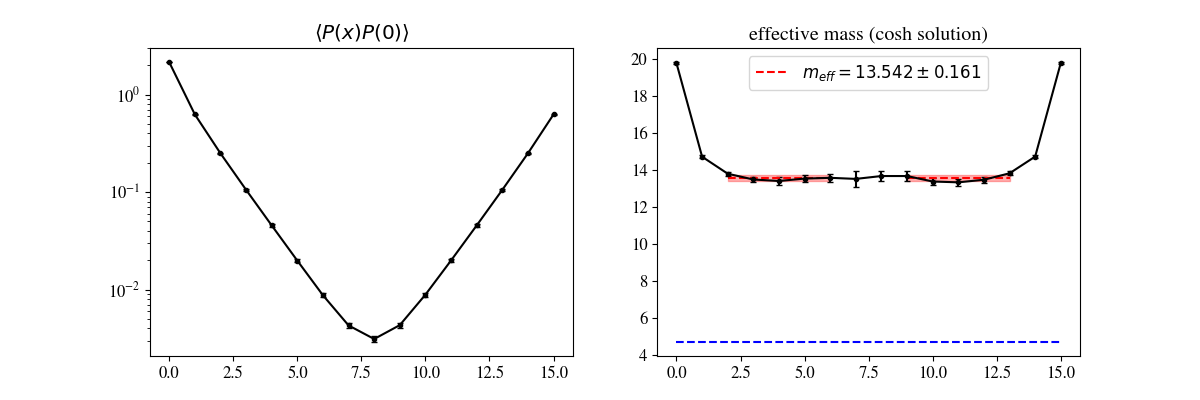 ⟨P(x)P(0)⟩
10^0
10^-1
10^-2
0.0 2.5 5.0 7.5 10.0 12.5 15.0
effective mass (cosh solution)
m_eff = 13.542 ± 0.161
20
18
16
14
12
10
8
6
4
0.0 2.5 5.0 7.5 10.0 12.5 15.0